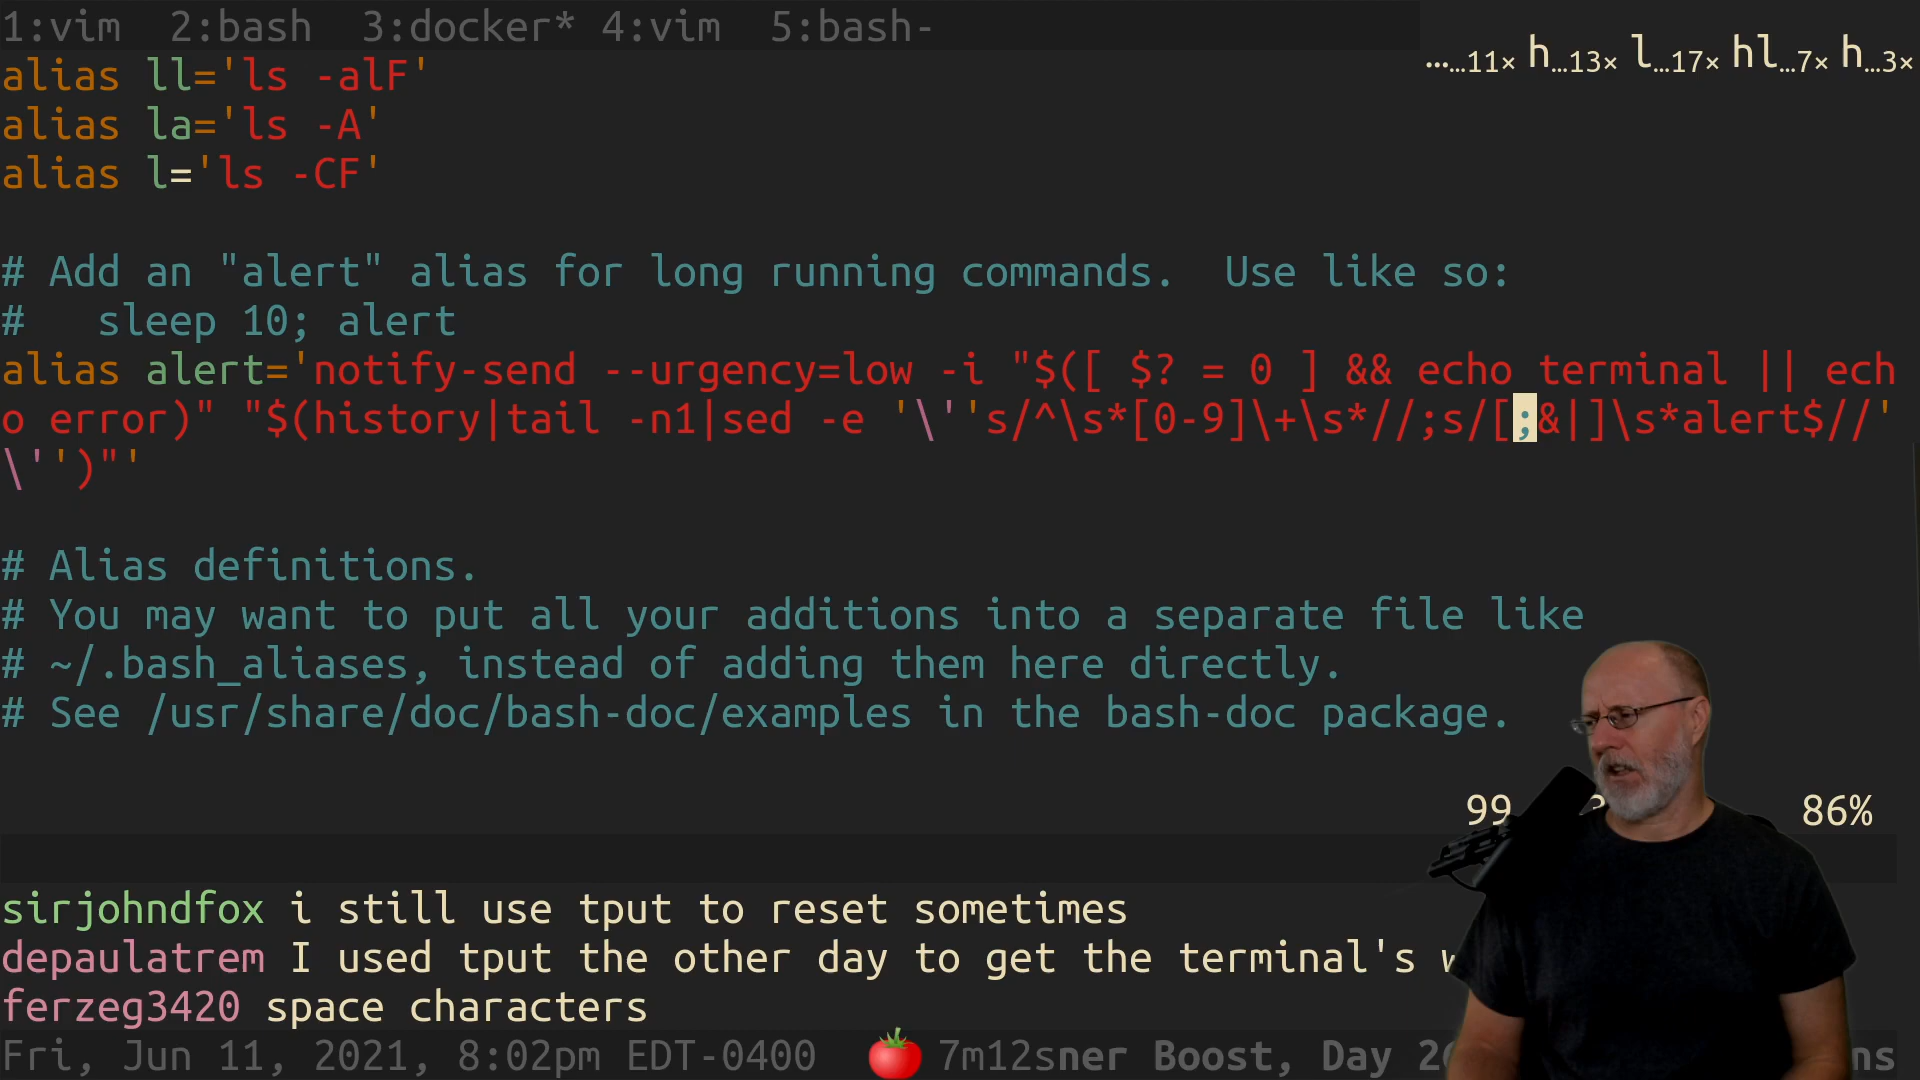 1:vim  2:bash  3:docker* 4:vim  5:bash-
……11× h…13× l…17× hl…7× h…3×
alias ll='ls -alF'
alias la='ls -A'
alias l='ls -CF'
# Add an "alert" alias for long running commands.  Use like so:
#   sleep 10; alert
alias alert='notify-send --urgency=low -i "$([ $? = 0 ] && echo terminal || ech
o error)" "$(history|tail -n1|sed -e '\''s/^\s*[0-9]\+\s*//;s/[;&|]\s*alert$//'
\'')"'
# Alias definitions.
# You may want to put all your additions into a separate file like
# ~/.bash_aliases, instead of adding them here directly.
# See /usr/share/doc/bash-doc/examples in the bash-doc package.
99 86%
sirjohndfox i still use tput to reset sometimes
depaulatrem I used tput the other day to get the terminal's
ferzeg3420 space characters
Fri, Jun 11, 2021, 8:02pm EDT-0400 🍅 7m12sner Boost, Day